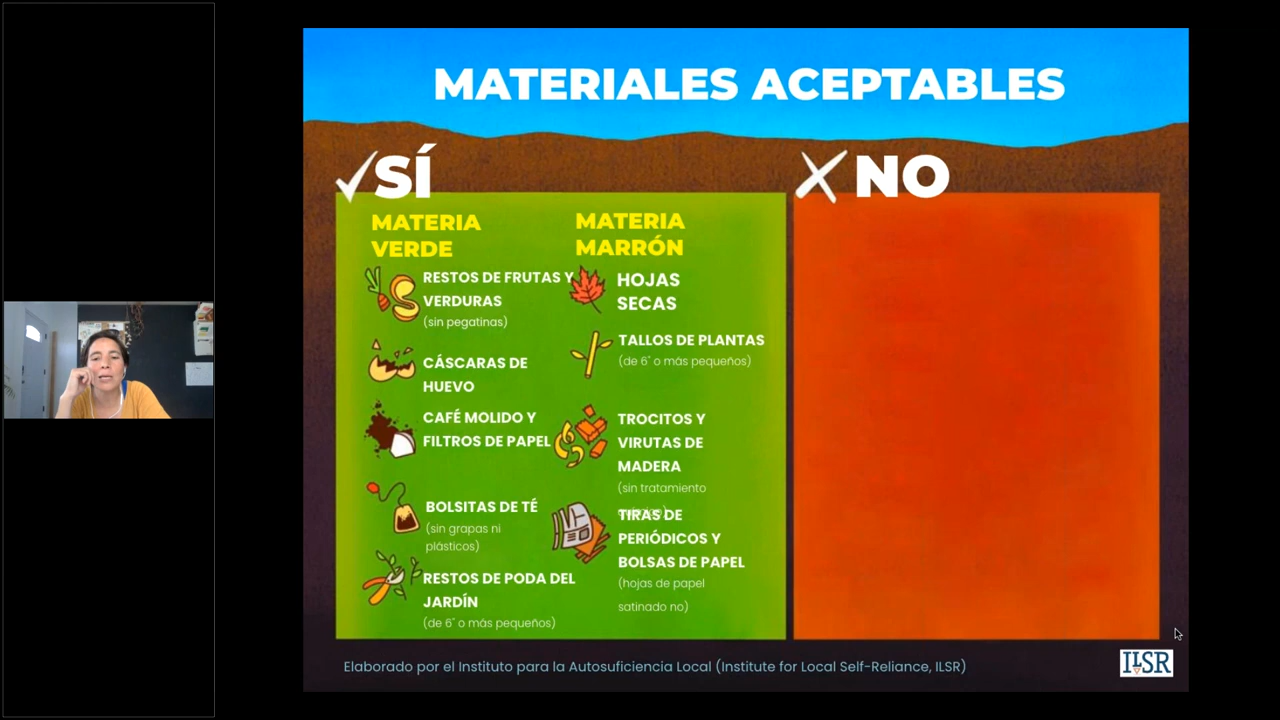 MATERIALES ACEPTABLES
SÍ
NO
MATERIA
VERDE
RESTOS DE FRUTAS Y
VERDURAS
(sin pegatinas)
CÁSCARAS DE
HUEVO
CAFÉ MOLIDO Y
FILTROS DE PAPEL
BOLSITAS DE TÉ
(sin grapas ni
plásticos)
RESTOS DE PODA DEL
JARDÍN
(de 6" o más pequeños)
MATERIA
MARRÓN
HOJAS
SECAS
TALLOS DE PLANTAS
(de 6" o más pequeños)
TROCITOS Y
VIRUTAS DE
MADERA
(sin tratamiento
TIRAS DE
PERIÓDICOS Y
BOLSAS DE PAPEL
(hojas de papel
satinado no)
Elaborado por el Instituto para la Autosuficiencia Local (Institute for Local Self-Reliance, ILSR)
ILSR